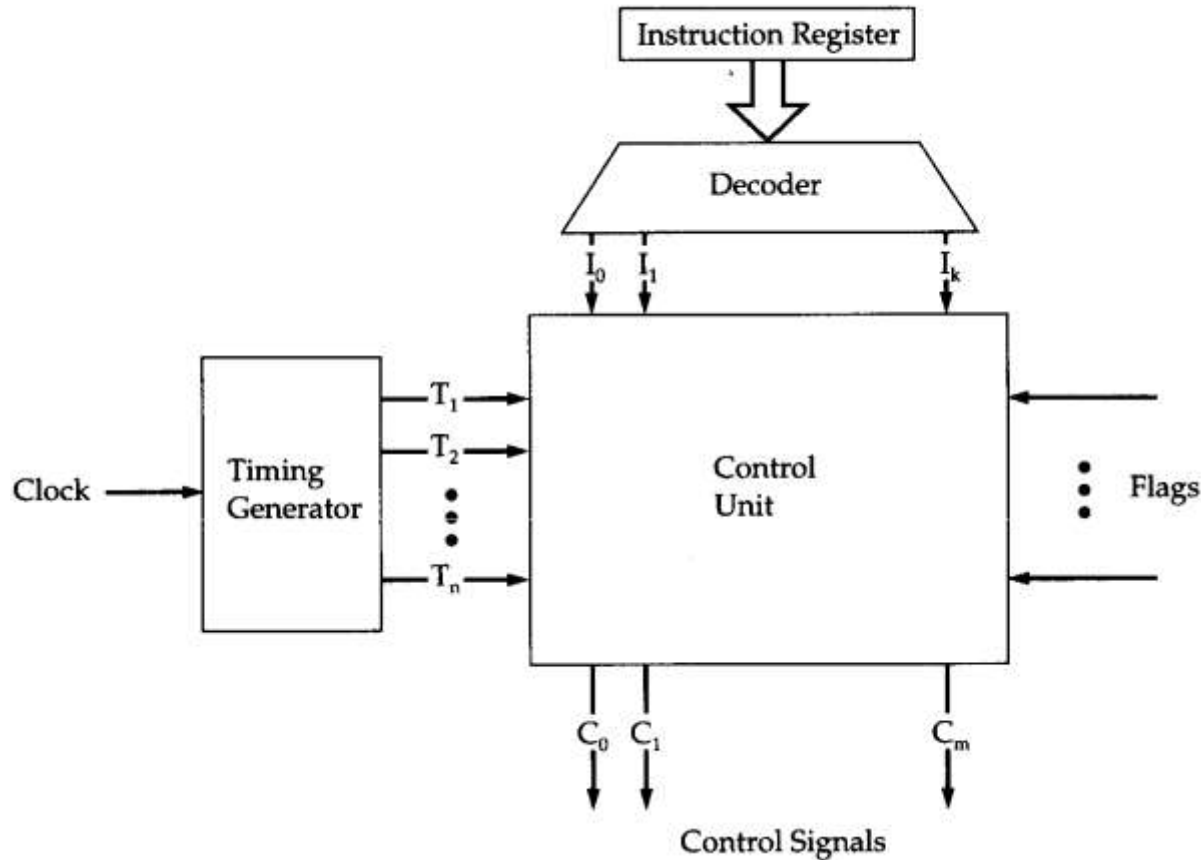 Instruction Register
Decoder
I₀ I₁ Iₖ
T₁
T₂
Clock
Timing
Generator
Control
Unit
Flags
Tₙ
C₀ C₁ Cₘ
Control Signals